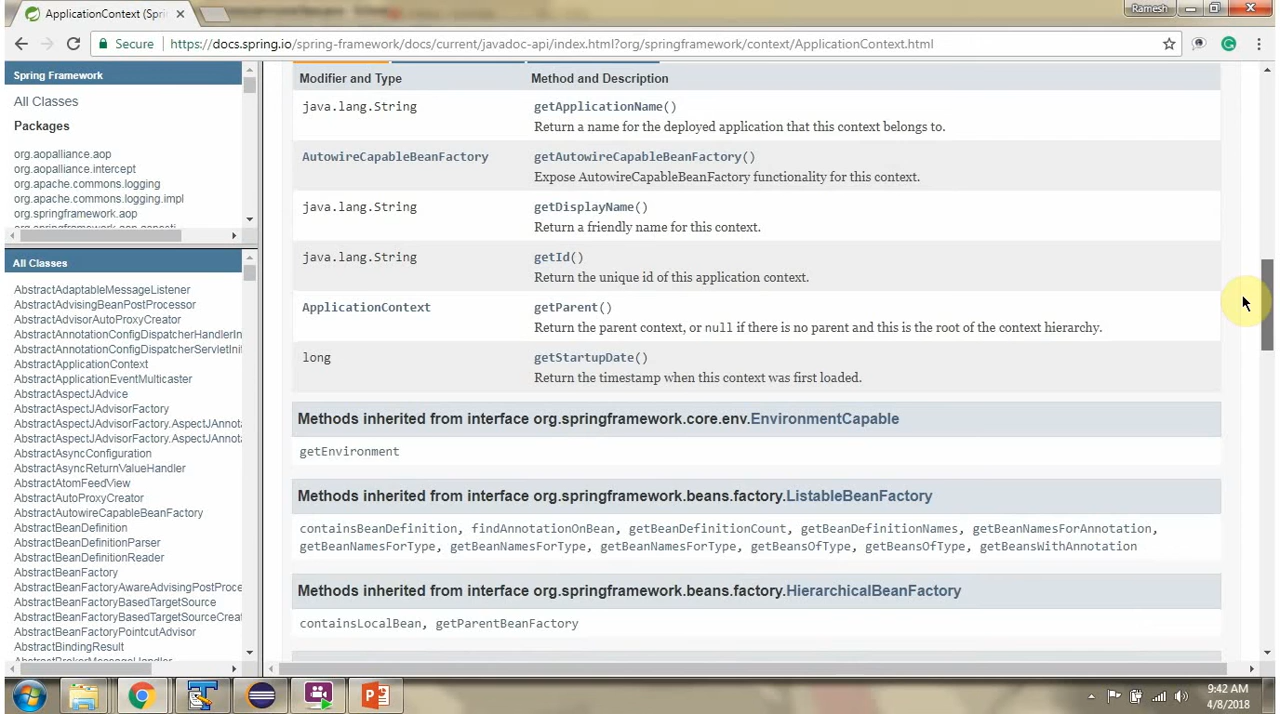 ApplicationContext (Spri
Ramesh
Secure
https://docs.spring.io/spring-framework/docs/current/javadoc-api/index.html?org/springframework/context/ApplicationContext.html
Spring Framework
All Classes
Packages
org.aopalliance.aop
org.aopalliance.intercept
org.apache.commons.logging
org.apache.commons.logging.impl
org.springframework.aop
All Classes
AbstractAdaptableMessageListener
AbstractAdvisingBeanPostProcessor
AbstractAdvisorAutoProxyCreator
AbstractAnnotationConfigDispatcherHandlerIn
AbstractAnnotationConfigDispatcherServletInit
AbstractApplicationContext
AbstractApplicationEventMulticaster
AbstractAspectJAdvice
AbstractAspectJAdvisorFactory
AbstractAspectJAdvisorFactory.AspectJAnnota
AbstractAspectJAdvisorFactory.AspectJAnnota
AbstractAsyncConfiguration
AbstractAsyncReturnValueHandler
AbstractAtomFeedView
AbstractAutoProxyCreator
AbstractAutowireCapableBeanFactory
AbstractBeanDefinition
AbstractBeanDefinitionParser
AbstractBeanDefinitionReader
AbstractBeanFactory
AbstractBeanFactoryAwareAdvisingPostProce
AbstractBeanFactoryBasedTargetSource
AbstractBeanFactoryBasedTargetSourceCreat
AbstractBeanFactoryPointcutAdvisor
AbstractBindingResult
AbstractBrokerMessageHandler
Modifier and Type Method and Description
java.lang.String getApplicationName()
Return a name for the deployed application that this context belongs to.
AutowireCapableBeanFactory getAutowireCapableBeanFactory()
Expose AutowireCapableBeanFactory functionality for this context.
java.lang.String getDisplayName()
Return a friendly name for this context.
java.lang.String getId()
Return the unique id of this application context.
ApplicationContext getParent()
Return the parent context, or null if there is no parent and this is the root of the context hierarchy.
long getStartupDate()
Return the timestamp when this context was first loaded.
Methods inherited from interface org.springframework.core.env.EnvironmentCapable
getEnvironment
Methods inherited from interface org.springframework.beans.factory.ListableBeanFactory
containsBeanDefinition, findAnnotationOnBean, getBeanDefinitionCount, getBeanDefinitionNames, getBeanNamesForAnnotation,
getBeanNamesForType, getBeanNamesForType, getBeanNamesForType, getBeansOfType, getBeansOfType, getBeansWithAnnotation
Methods inherited from interface org.springframework.beans.factory.HierarchicalBeanFactory
containsLocalBean, getParentBeanFactory
9:42 AM
4/8/2018